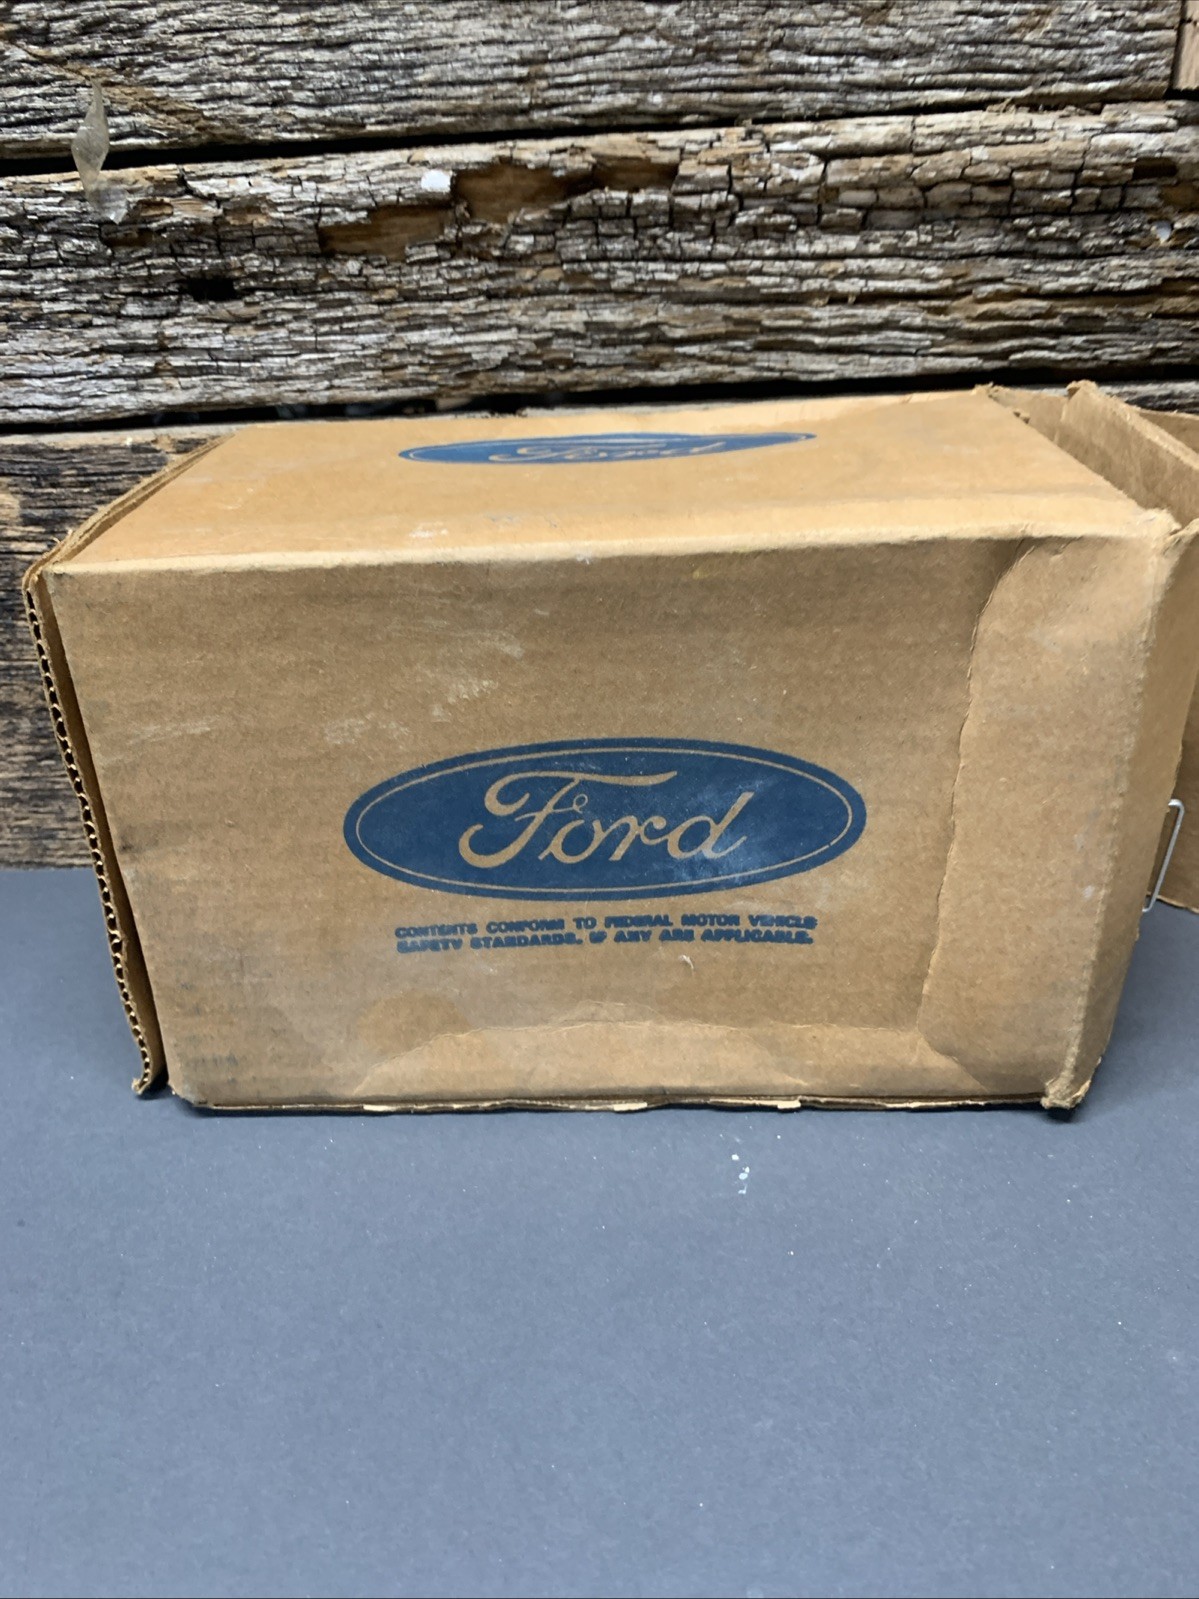 Ford
Ford
CONTENTS CONFORM TO FEDERAL MOTOR VEHICLE
SAFETY STANDARDS, IF ANY ARE APPLICABLE.